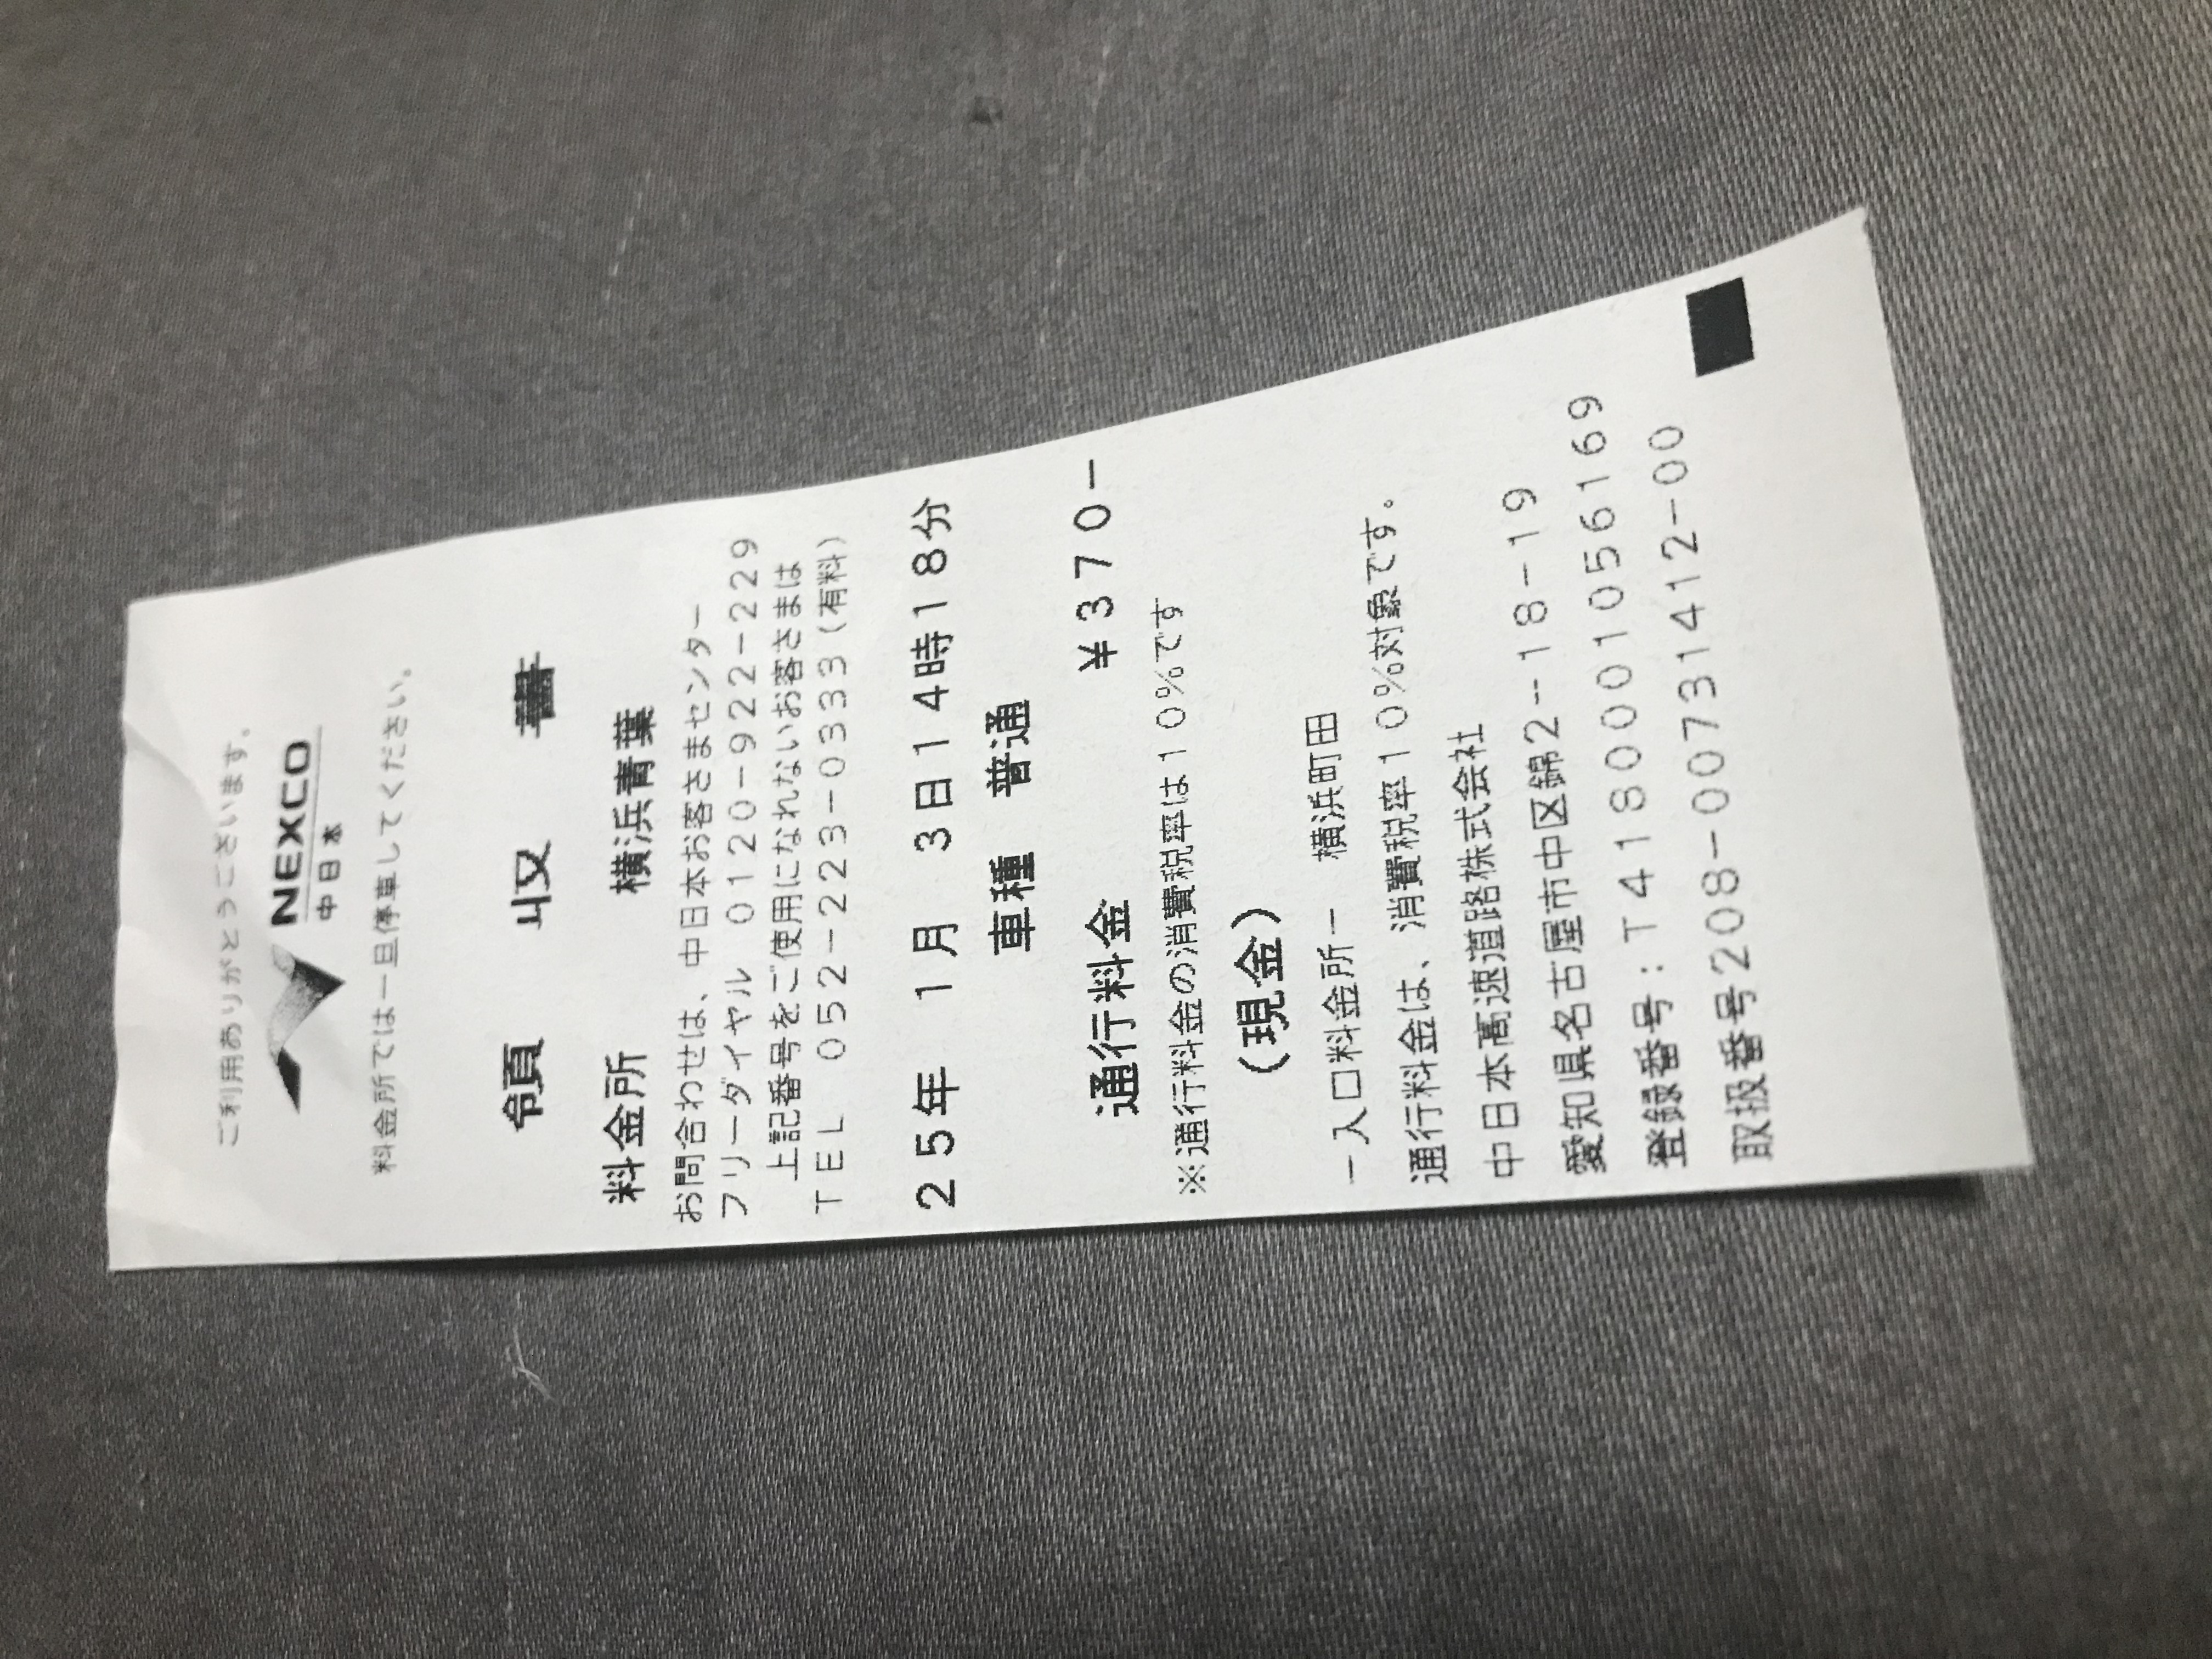 ご利用ありがとうございます。
NEXCO
中日本
料金所では一旦停車してください。
領 収 書
料金所 横浜青葉
お問合わせは、中日本お客さまセンター
フリーダイヤル 0120-922-229
上記番号をご使用になれないお客さまは
TEL 052-223-0333(有料)
25年 1月 3日14時18分
車種 普通
通行料金 ¥370-
※通行料金の消費税率は10%です
(現金)
-入口料金所- 横浜町田
通行料金は、消費税率10%対象です。
中日本高速道路株式会社
愛知県名古屋市中区錦2-18-19
登録番号:T4180001056169
取扱番号208-00731412-00